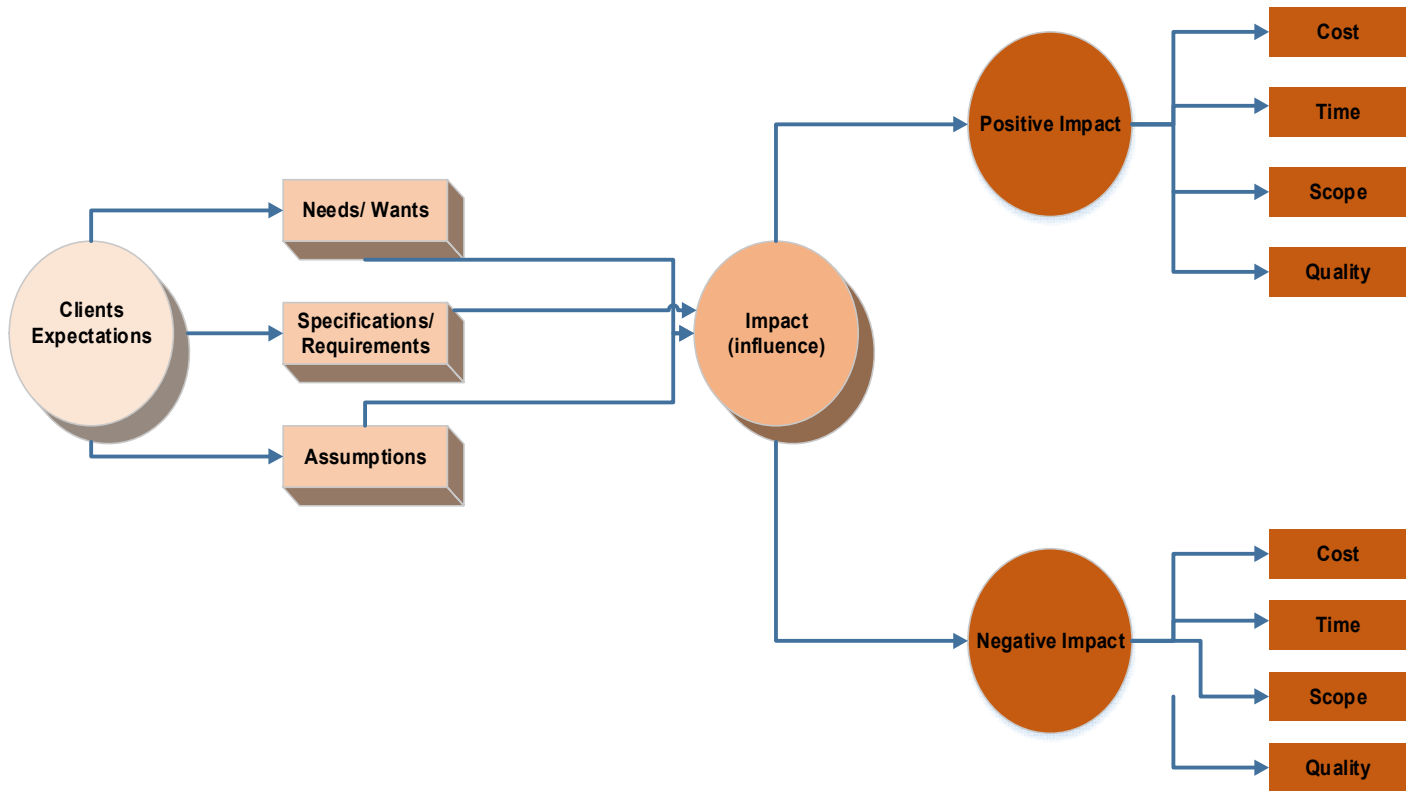 Clients
Expectations
Needs/ Wants
Specifications/
Requirements
Assumptions
Impact
(influence)
Positive Impact
Cost
Time
Scope
Quality
Negative Impact
Cost
Time
Scope
Quality